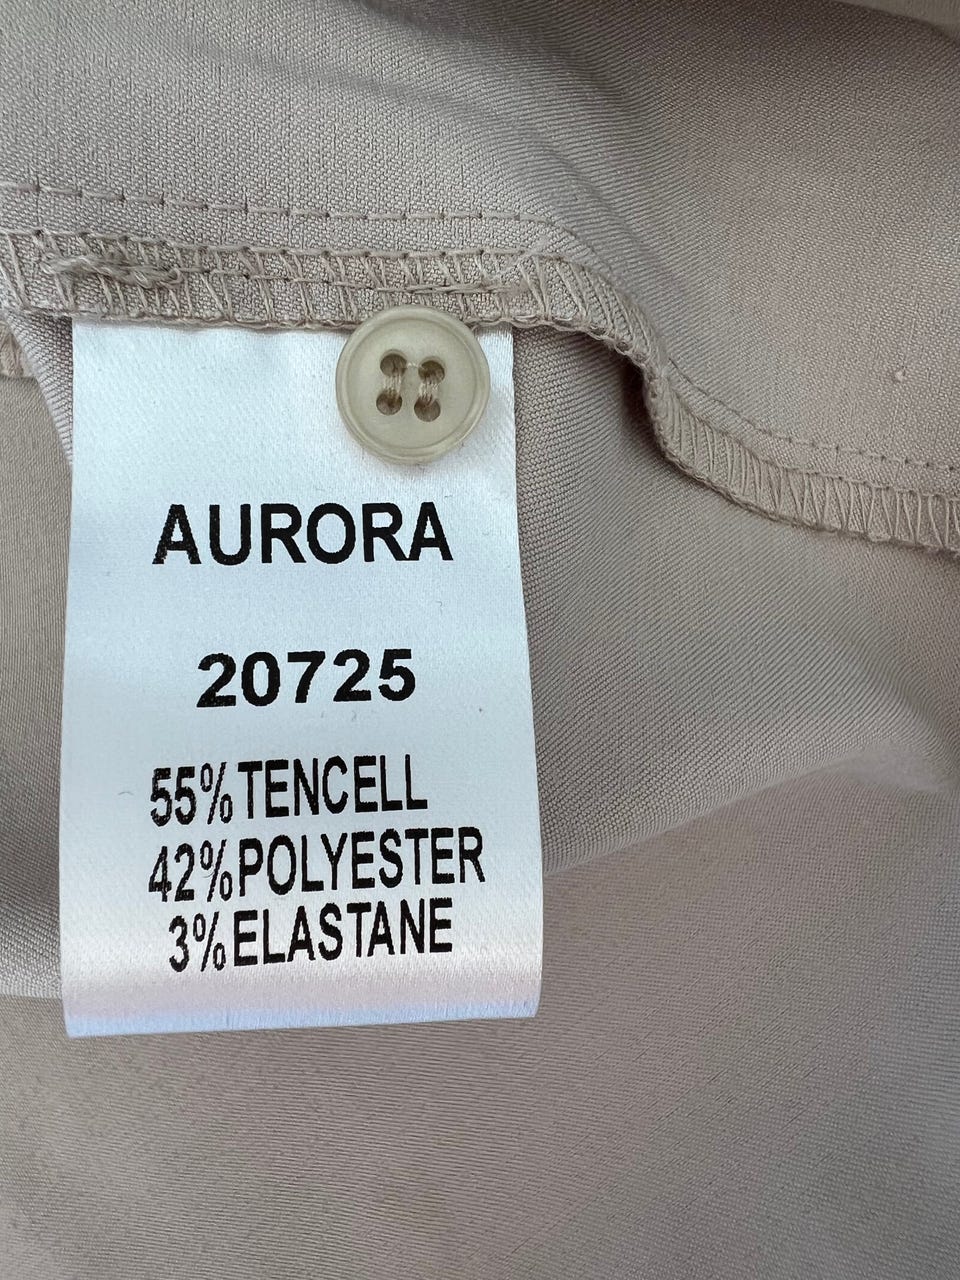 AURORA
20725
55% TENCELL
42% POLYESTER
3% ELASTANE